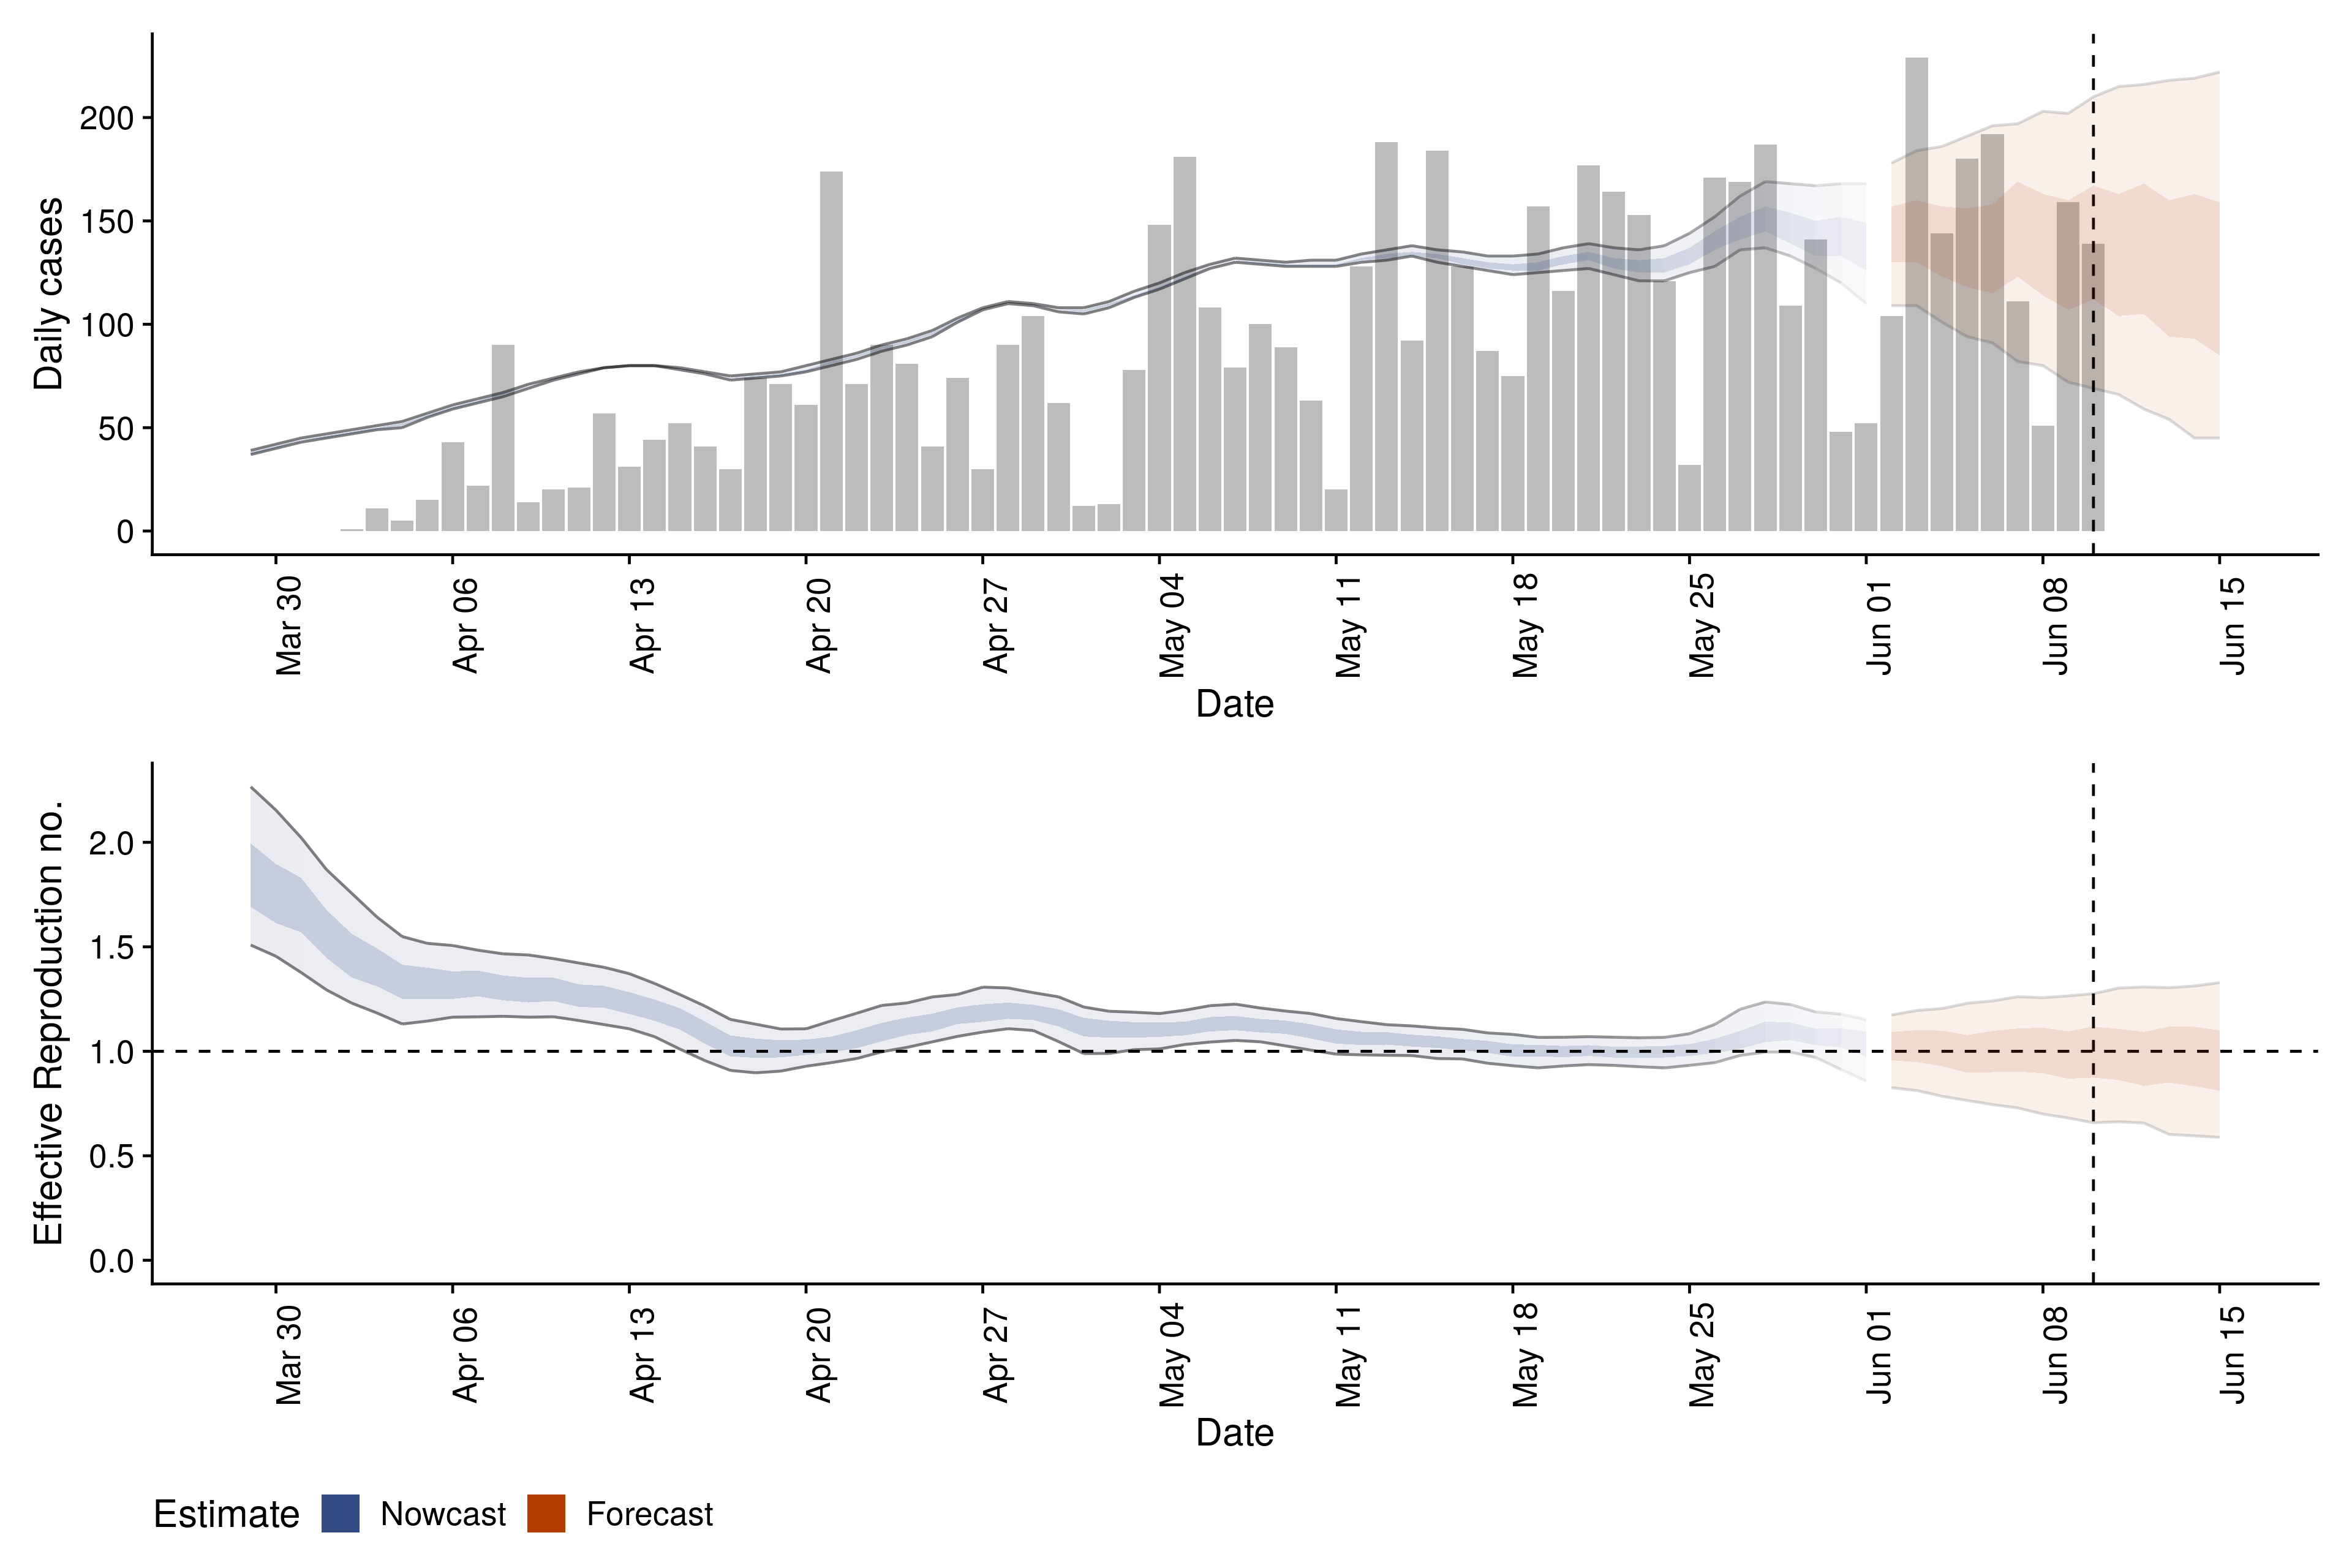 Daily cases
200
150
100
50
0
Mar 30
Apr 06
Apr 13
Apr 20
Apr 27
May 04
May 11
May 18
May 25
Jun 01
Jun 08
Jun 15
Date
Effective Reproduction no.
2.0
1.5
1.0
0.5
0.0
Mar 30
Apr 06
Apr 13
Apr 20
Apr 27
May 04
May 11
May 18
May 25
Jun 01
Jun 08
Jun 15
Date
Estimate Nowcast Forecast